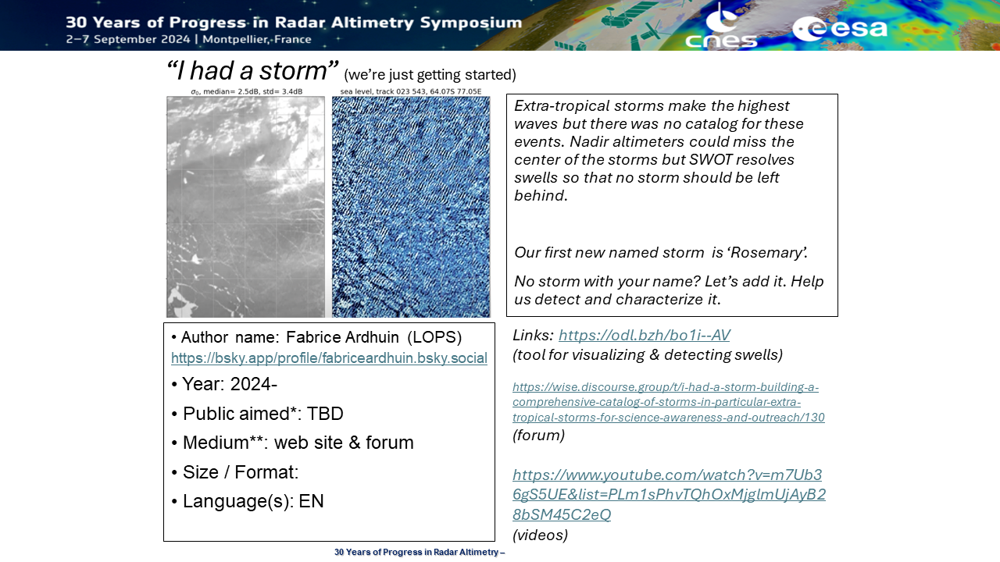 30 Years of Progress in Radar Altimetry Symposium
2–7 September 2024 | Montpellier, France
cnes
esa
“I had a storm” (we’re just getting started)
σ0, median= 2.5dB, std= 3.4dB
sea level, track 023 543, 64.07S 77.05E
Extra-tropical storms make the highest
waves but there was no catalog for these
events. Nadir altimeters could miss the
center of the storms but SWOT resolves
swells so that no storm should be left
behind.
Our first new named storm is ‘Rosemary’.
No storm with your name? Let’s add it. Help
us detect and characterize it.
• Author name: Fabrice Ardhuin (LOPS)
https://bsky.app/profile/fabriceardhuin.bsky.social
• Year: 2024-
• Public aimed*: TBD
• Medium**: web site & forum
• Size / Format:
• Language(s): EN
Links: https://odl.bzh/bo1i--AV
(tool for visualizing & detecting swells)
https://wise.discourse.group/t/i-had-a-storm-building-a-
comprehensive-catalog-of-storms-in-particular-extra-
tropical-storms-for-science-awareness-and-outreach/130
(forum)
https://www.youtube.com/watch?v=m7Ub3
6gS5UE&list=PLm1sPhvTQhOxMjglmUjAyB2
8bSM45C2eQ
(videos)
30 Years of Progress in Radar Altimetry –